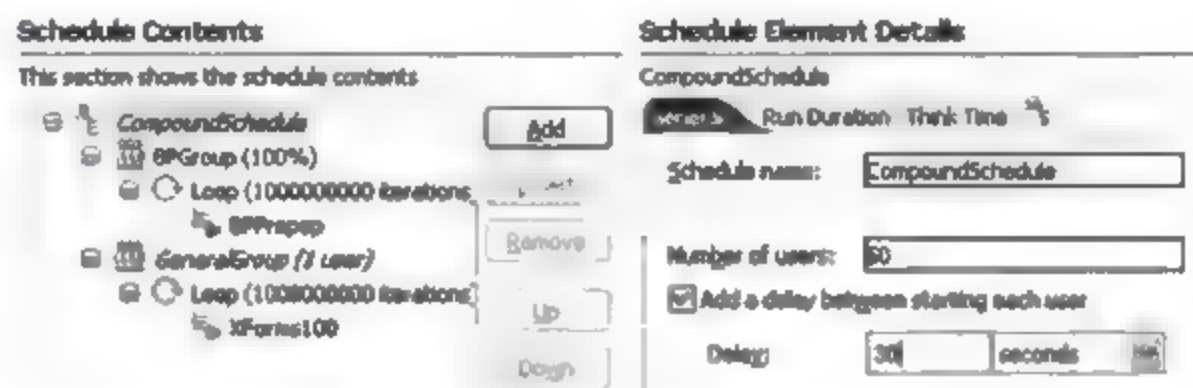 Schedule Contents
This section shows the schedule contents
CompoundSchedule
BPGroup (100%)
Loop (1000000000 iterations
BPPrepop
GeneralGroup (1 user)
Loop (1000000000 iterations
XForms100
Add
Remove
Up
Down
Schedule Element Details
CompoundSchedule
General Run Duration Think Time
Schedule name: CompoundSchedule
Number of users:
Add a delay between starting each user
Delay: 30 seconds